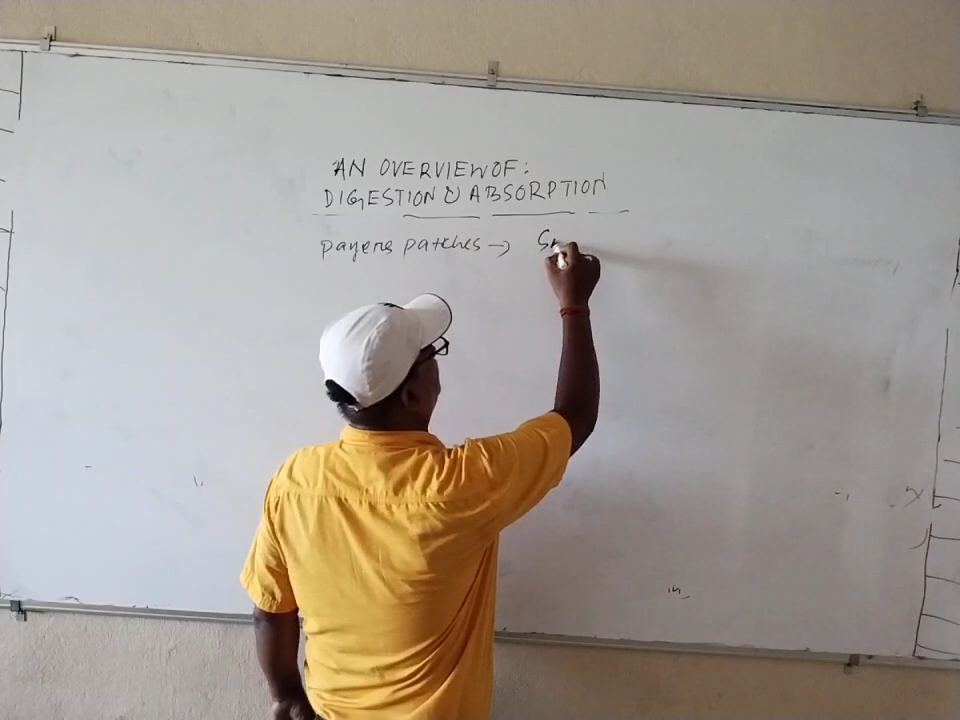 AN OVERVIEW OF:
DIGESTION & ABSORPTION
payers patches →